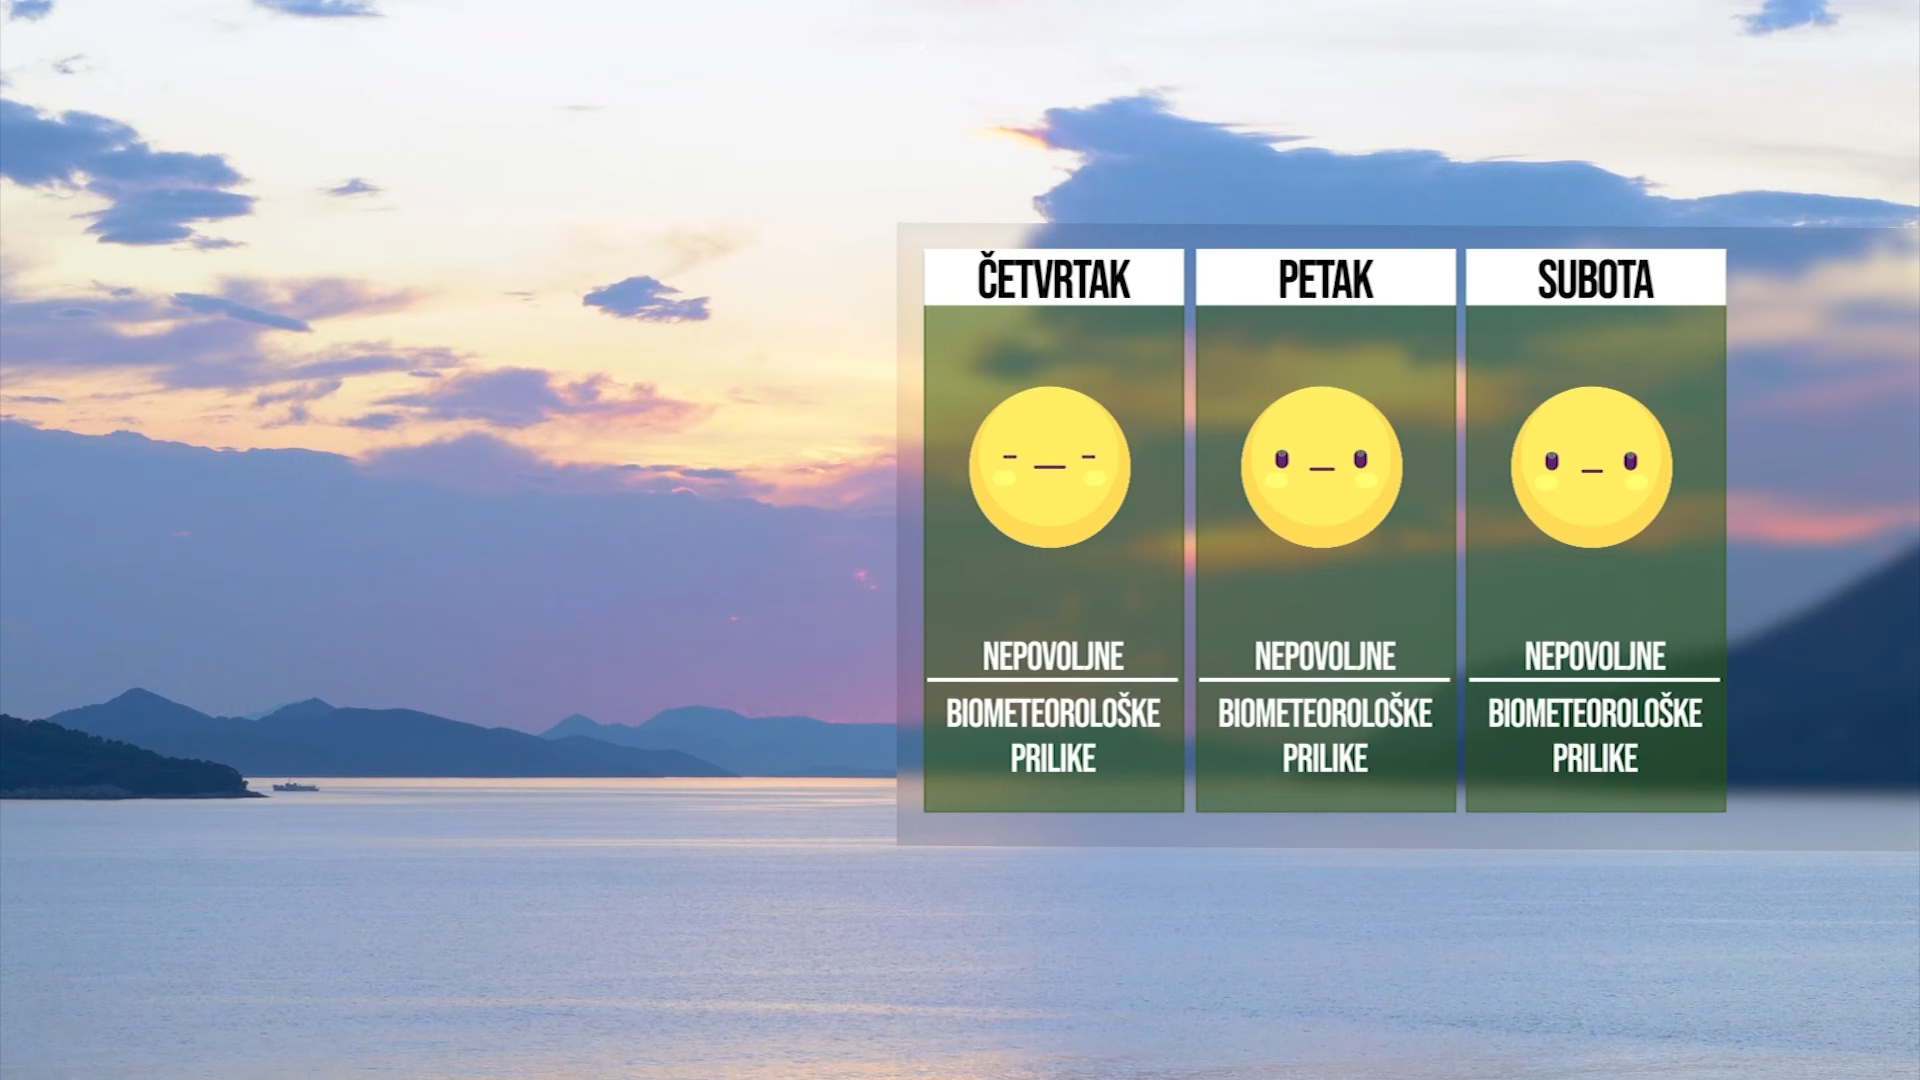 ČETVRTAK
NEPOVOLJNE
BIOMETEOROLOŠKE
PRILIKE
PETAK
NEPOVOLJNE
BIOMETEOROLOŠKE
PRILIKE
SUBOTA
NEPOVOLJNE
BIOMETEOROLOŠKE
PRILIKE